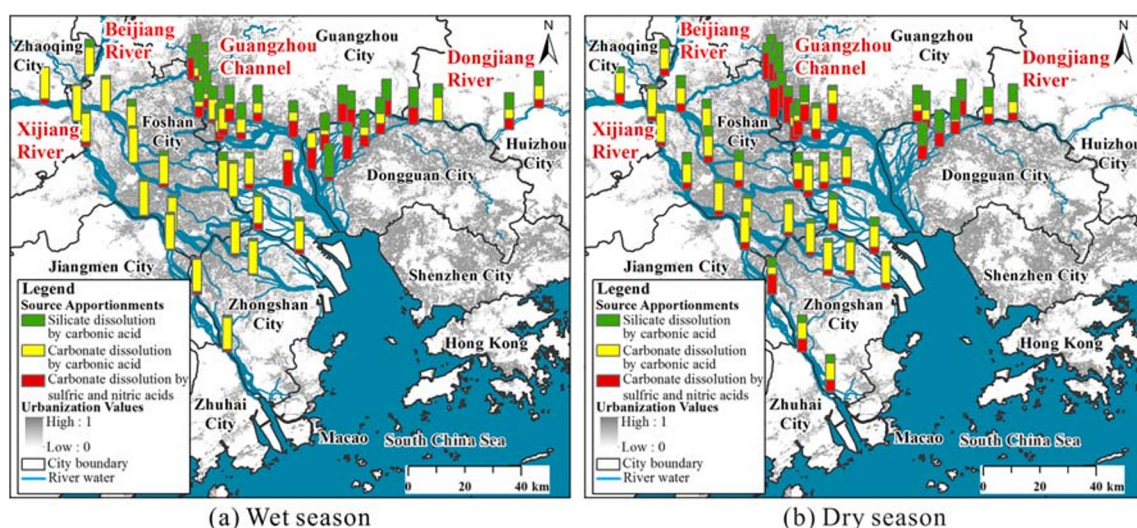 Beijiang
River
N
Zhaoqing
City
Guangzhou
Channel
Guangzhou
City
Dongjiang
River
Xijiang
River
Foshan
City
Huizhou
City
Dongguan City
Jiangmen City
Shenzhen City
Zhongshan
City
Hong Kong
Zhuhai
City
Macao
South China Sea
Legend
Source Apportionments
Silicate dissolution
by carbonic acid
Carbonate dissolution
by carbonic acid
Carbonate dissolution by
sulfric and nitric acids
Urbanization Values
High : 1
Low : 0
City boundary
River water
0 20 40 km
(a) Wet season
Beijiang
River
N
Zhaoqing
City
Guangzhou
Channel
Guangzhou
City
Dongjiang
River
Xijiang
River
Foshan
City
Huizhou
City
Dongguan City
Jiangmen City
Shenzhen City
Zhongshan
City
Hong Kong
Zhuhai
City
Macao
South China Sea
Legend
Source Apportionments
Silicate dissolution
by carbonic acid
Carbonate dissolution
by carbonic acid
Carbonate dissolution by
sulfric and nitric acids
Urbanization Values
High : 1
Low : 0
City boundary
River water
0 20 40 km
(b) Dry season